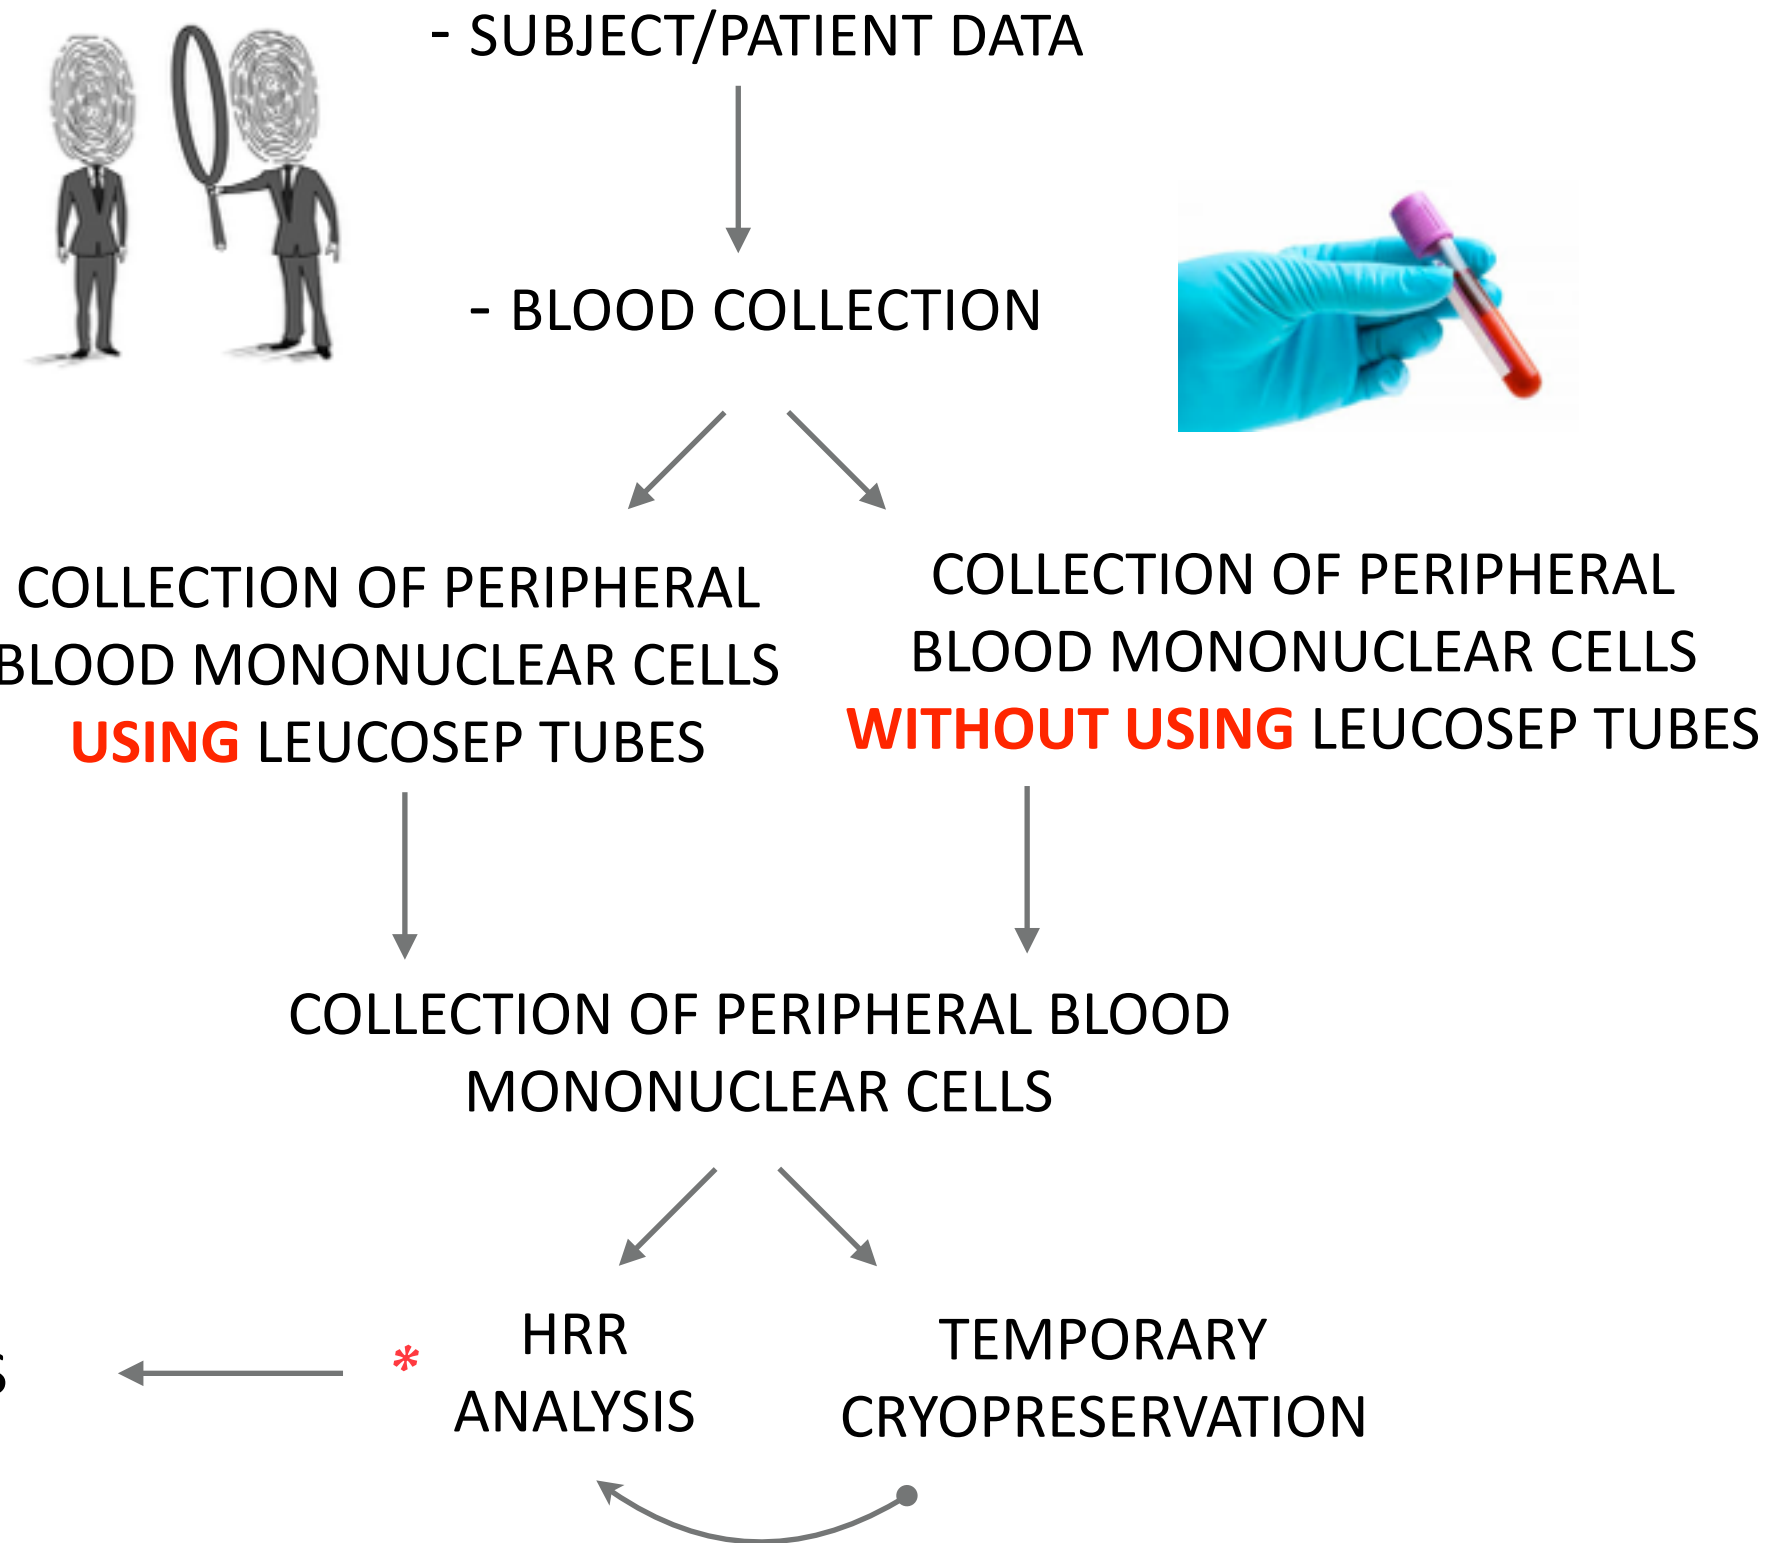 - SUBJECT/PATIENT DATA
- BLOOD COLLECTION
COLLECTION OF PERIPHERAL
BLOOD MONONUCLEAR CELLS
USING LEUCOSEP TUBES
COLLECTION OF PERIPHERAL
BLOOD MONONUCLEAR CELLS
WITHOUT USING LEUCOSEP TUBES
COLLECTION OF PERIPHERAL BLOOD
MONONUCLEAR CELLS
*
HRR
ANALYSIS
TEMPORARY
CRYOPRESERVATION